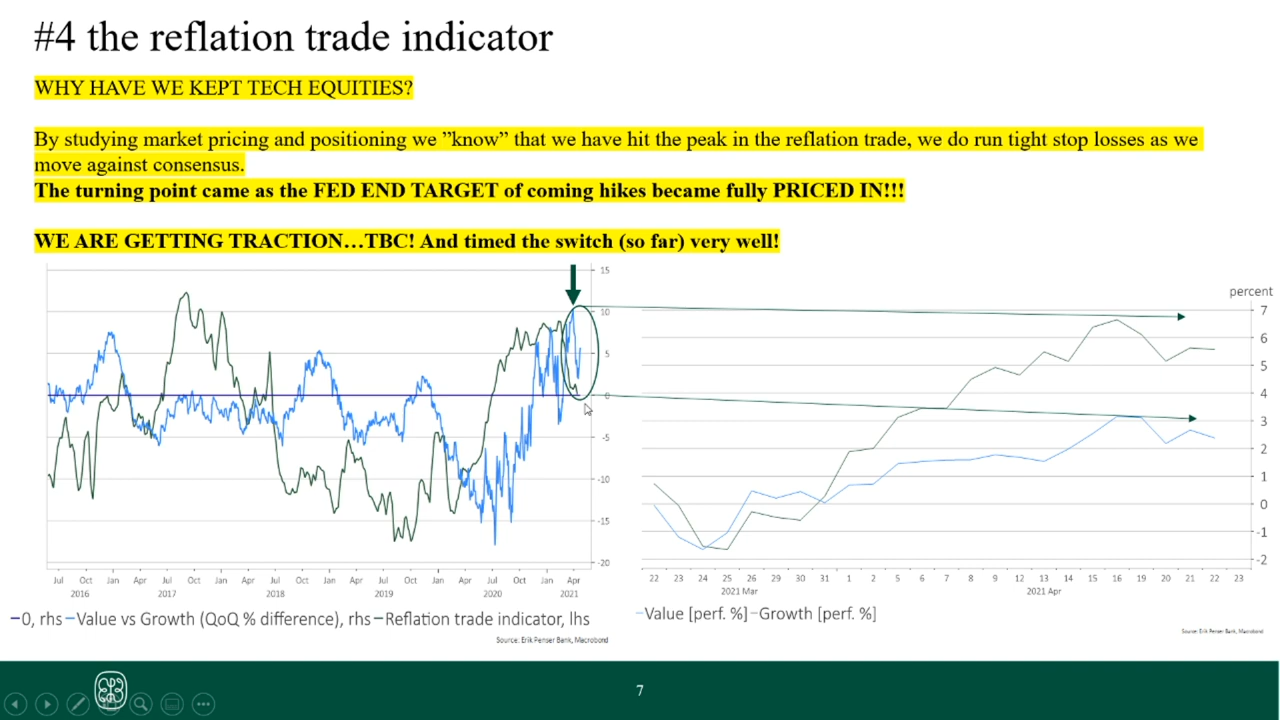 #4 the reflation trade indicator
WHY HAVE WE KEPT TECH EQUITIES?
By studying market pricing and positioning we ”know” that we have hit the peak in the reflation trade, we do run tight stop losses as we
move against consensus.
The turning point came as the FED END TARGET of coming hikes became fully PRICED IN!!!
WE ARE GETTING TRACTION…TBC! And timed the switch (so far) very well!
15
10
5
0
-5
-10
-15
-20
Jul Oct Jan Apr Jul Oct Jan Apr Jul Oct Jan Apr Jul Oct Jan Apr Jul Oct Jan Apr
2016 2017 2018 2019 2020 2021
0, rhs Value vs Growth (QoQ % difference), rhs Reflation trade indicator, lhs
Source: Erik Penser Bank, Macrobond
percent
7
6
5
4
3
2
1
0
-1
-2
22 23 24 25 26 29 30 31 1 2 5 6 7 8 9 12 13 14 15 16 19 20 21 22 23
2021 Mar 2021 Apr
Value [perf. %] Growth [perf. %]
Source: Erik Penser Bank, Macrobond
7